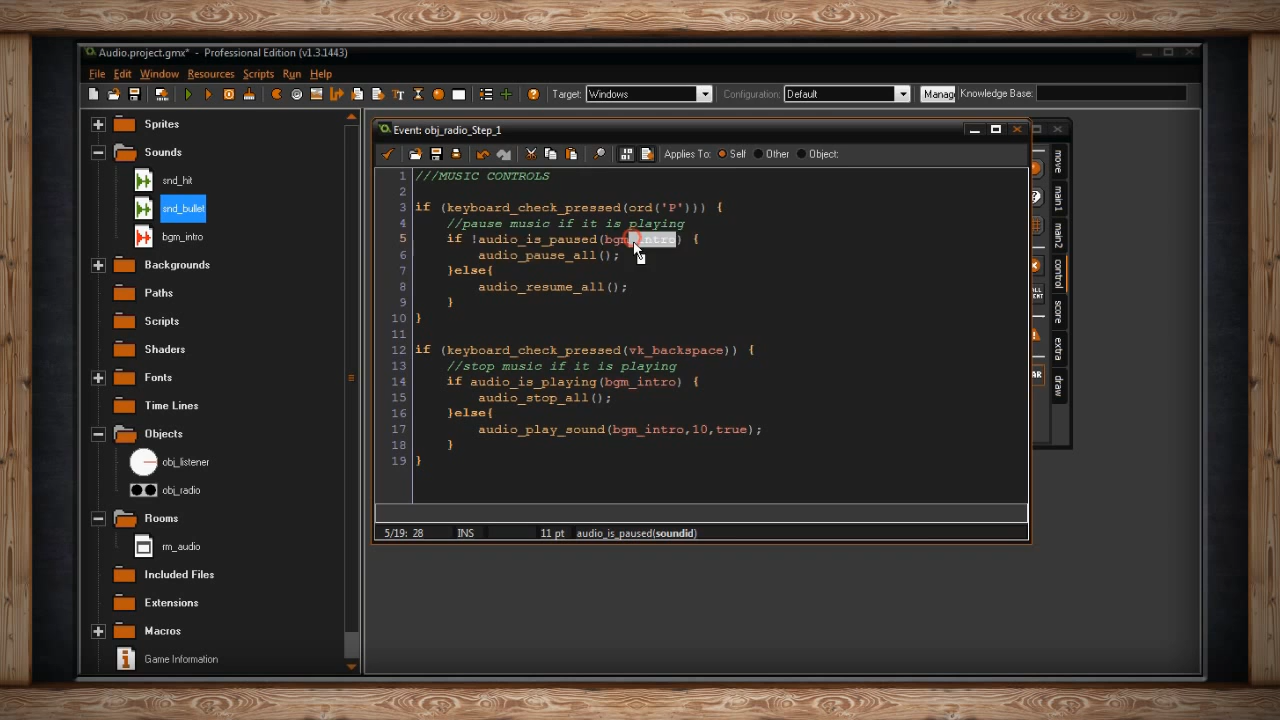 Audio.project.gmx* - Professional Edition (v1.3.1443)
File Edit Window Resources Scripts Run Help
Target: Windows Configuration: Default Manag Knowledge Base:
Sprites
Sounds
snd_hit
snd_bullet
bgm_intro
Backgrounds
Paths
Scripts
Shaders
Fonts
Time Lines
Objects
obj_listener
obj_radio
Rooms
rm_audio
Included Files
Extensions
Macros
Game Information
Event: obj_radio_Step_1
Applies To: Self Other Object:
1 ///MUSIC CONTROLS
2
3 if (keyboard_check_pressed(ord('P'))) {
4 //pause music if it is playing
5 if !audio_is_paused(bgm_intro) {
6 audio_pause_all();
7 }else{
8 audio_resume_all();
9 }
10 }
11
12 if (keyboard_check_pressed(vk_backspace)) {
13 //stop music if it is playing
14 if audio_is_playing(bgm_intro) {
15 audio_stop_all();
16 }else{
17 audio_play_sound(bgm_intro,10,true);
18 }
19 }
5/19: 28 INS 11 pt audio_is_paused(soundid)
move
main1
main2
control
score
extra
draw